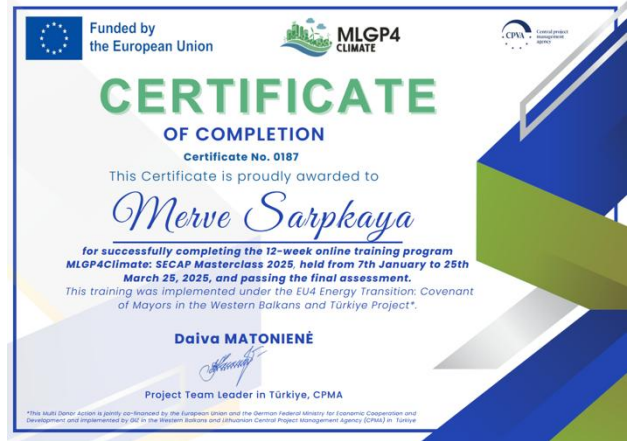 Funded by
the European Union
MLGP4
CLIMATE
CPVA
Central project
management
agency
CERTIFICATE
OF COMPLETION
Certificate No. 0187
This Certificate is proudly awarded to
Merve Sarpkaya
for successfully completing the 12-week online training program
MLGP4Climate: SECAP Masterclass 2025, held from 7th January to 25th
March 25, 2025, and passing the final assessment.
This training was implemented under the EU4 Energy Transition: Covenant
of Mayors in the Western Balkans and Türkiye Project*.
Daiva MATONIENĖ
Project Team Leader in Türkiye, CPMA
*This Multi Donor Action is jointly co-financed by the European Union and the German Federal Ministry for Economic Cooperation and
Development and implemented by GIZ in the Western Balkans and Lithuanian Central Project Management Agency (CPMA) in Türkiye